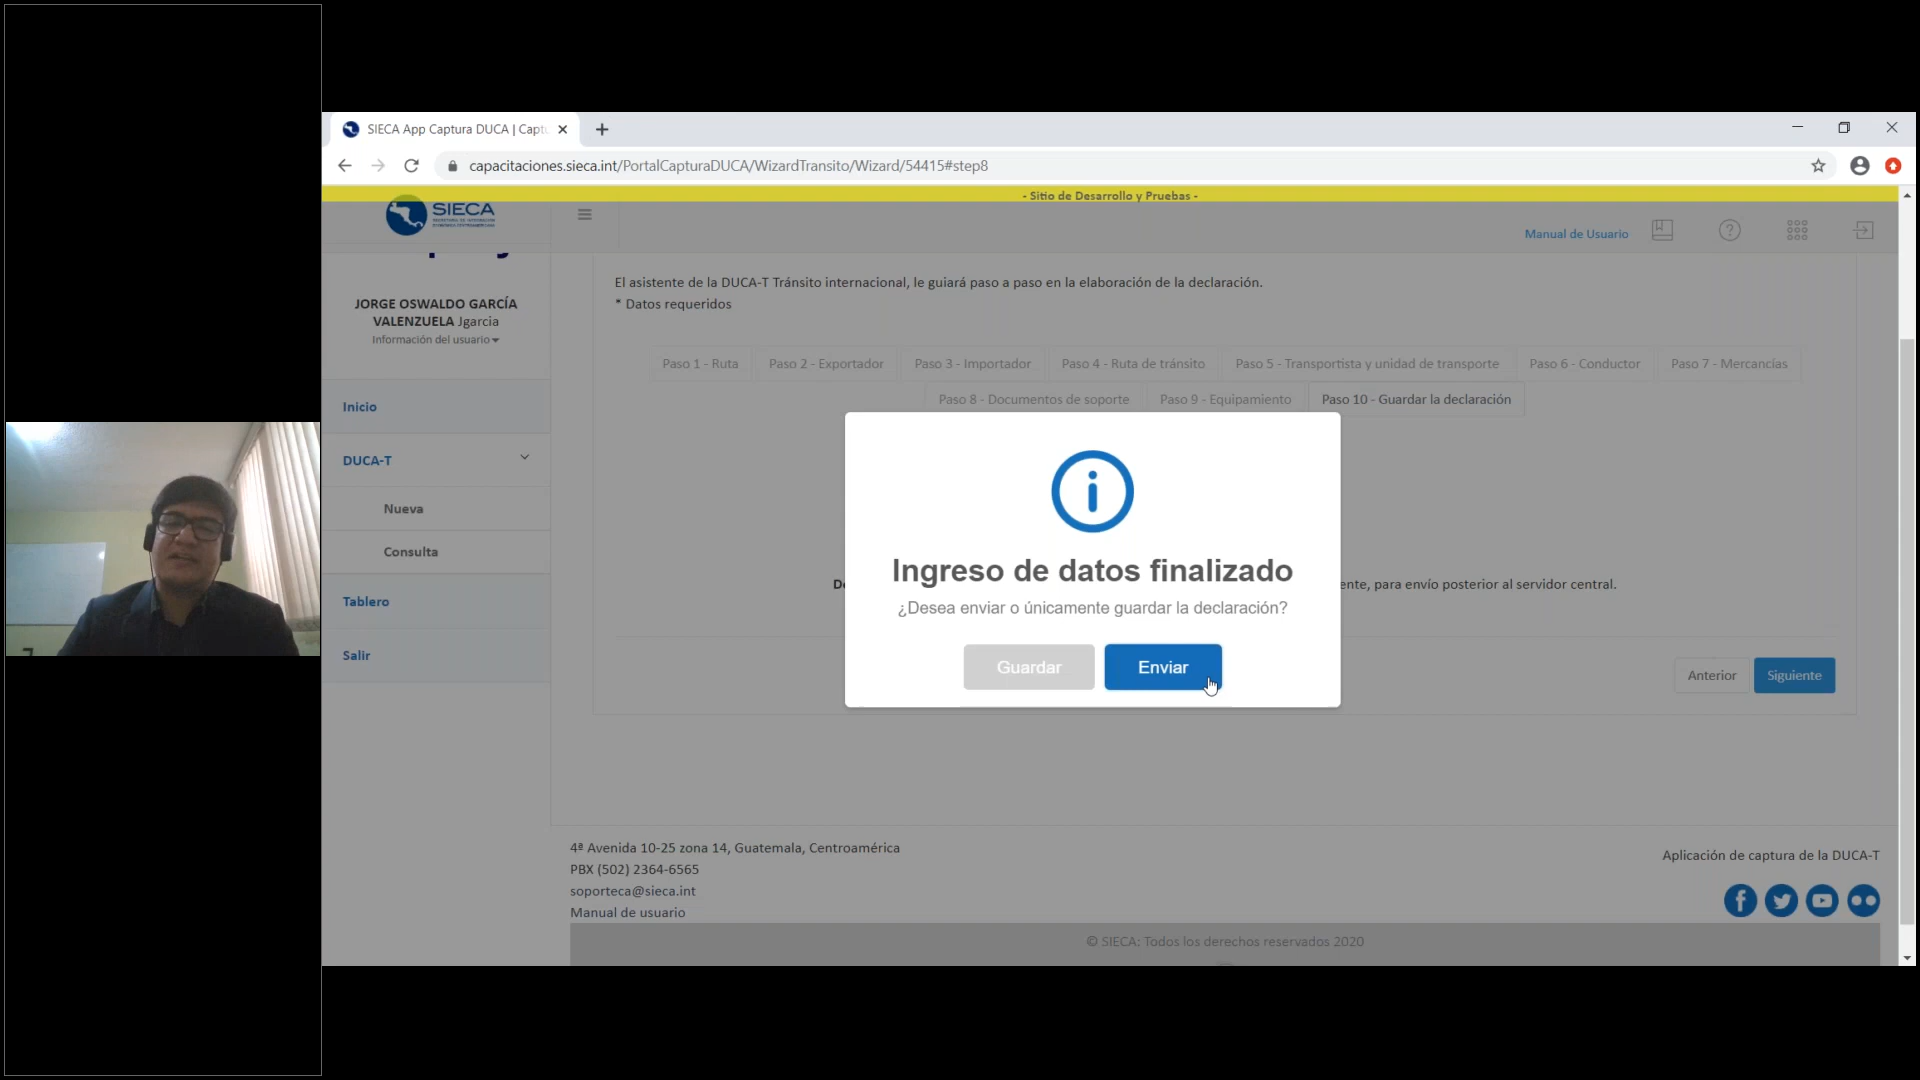 SIECA App Captura DUCA | Captu
capacitaciones.sieca.int/PortalCapturaDUCA/WizardTransito/Wizard/54415#step8
- Sitio de Desarrollo y Pruebas -
SIECA
Manual de Usuario
JORGE OSWALDO GARCÍA
VALENZUELA Jgarcia
Información del usuario
Inicio
DUCA-T
Nueva
Consulta
Tablero
Salir
El asistente de la DUCA-T Tránsito internacional, le guiará paso a paso en la elaboración de la declaración.
* Datos requeridos
Paso 1 - Ruta
Paso 2 - Exportador
Paso 3 - Importador
Paso 4 - Ruta de tránsito
Paso 5 - Transportista y unidad de transporte
Paso 6 - Conductor
Paso 7 - Mercancías
Paso 8 - Documentos de soporte
Paso 9 - Equipamiento
Paso 10 - Guardar la declaración
Ingreso de datos finalizado
¿Desea enviar o únicamente guardar la declaración?
Guardar
Enviar
ente, para envío posterior al servidor central.
Anterior
Siguiente
4ª Avenida 10-25 zona 14, Guatemala, Centroamérica
PBX (502) 2364-6565
soporteca@sieca.int
Manual de usuario
Aplicación de captura de la DUCA-T
© SIECA: Todos los derechos reservados 2020